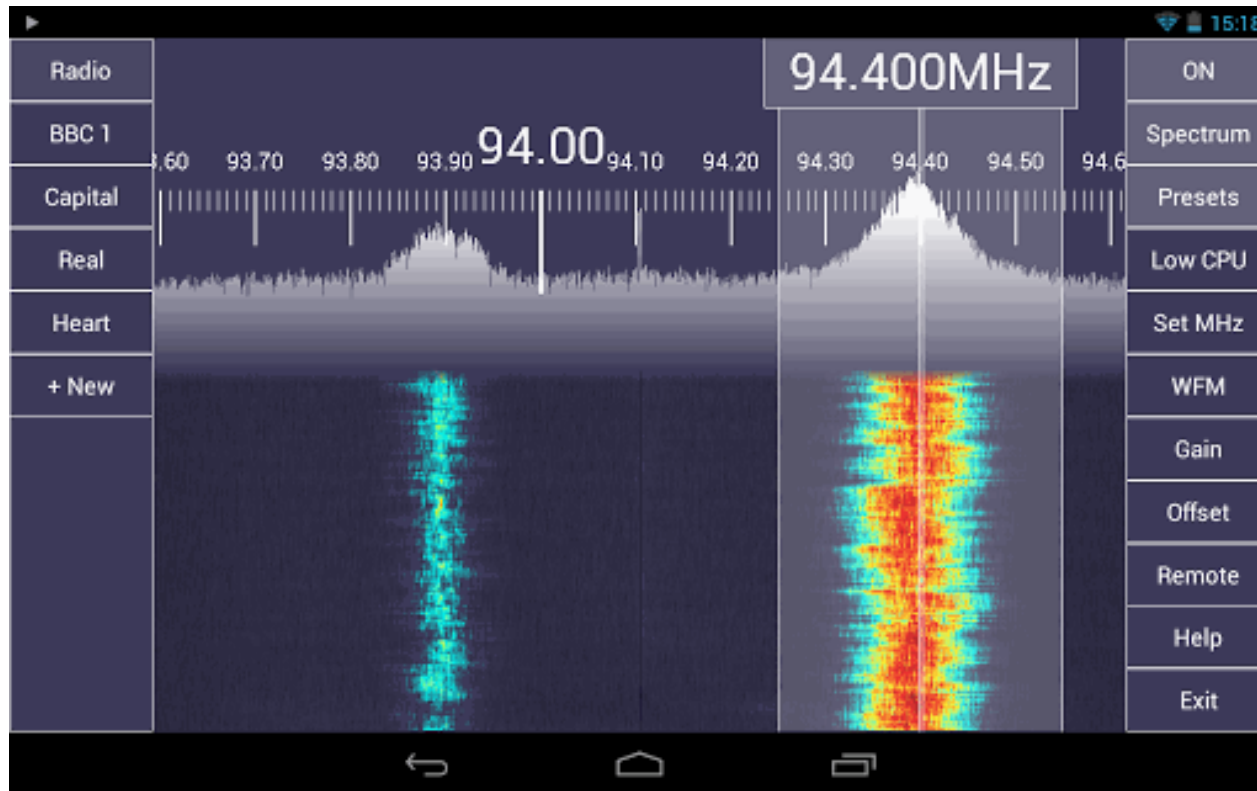 15:18
Radio
BBC 1
Capital
Real
Heart
+ New
94.400MHz
.60 93.70 93.80 93.90 94.00 94.10 94.20 94.30 94.40 94.50 94.6
ON
Spectrum
Presets
Low CPU
Set MHz
WFM
Gain
Offset
Remote
Help
Exit